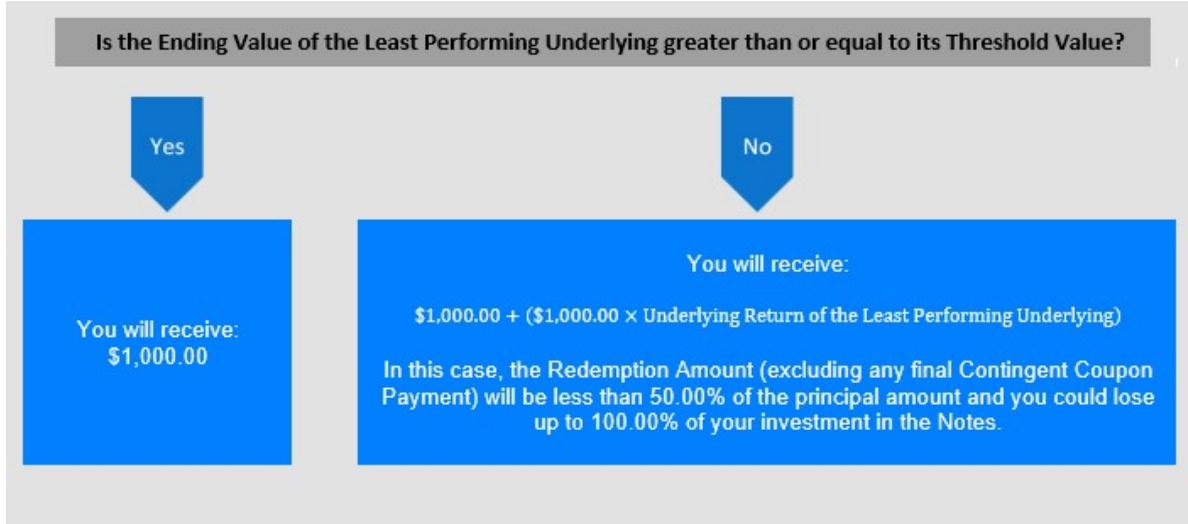 Is the Ending Value of the Least Performing Underlying greater than or equal to its Threshold Value?
Yes
No
You will receive:
$1,000.00
You will receive:
$1,000.00 + ($1,000.00 × Underlying Return of the Least Performing Underlying)
In this case, the Redemption Amount (excluding any final Contingent Coupon
Payment) will be less than 50.00% of the principal amount and you could lose
up to 100.00% of your investment in the Notes.